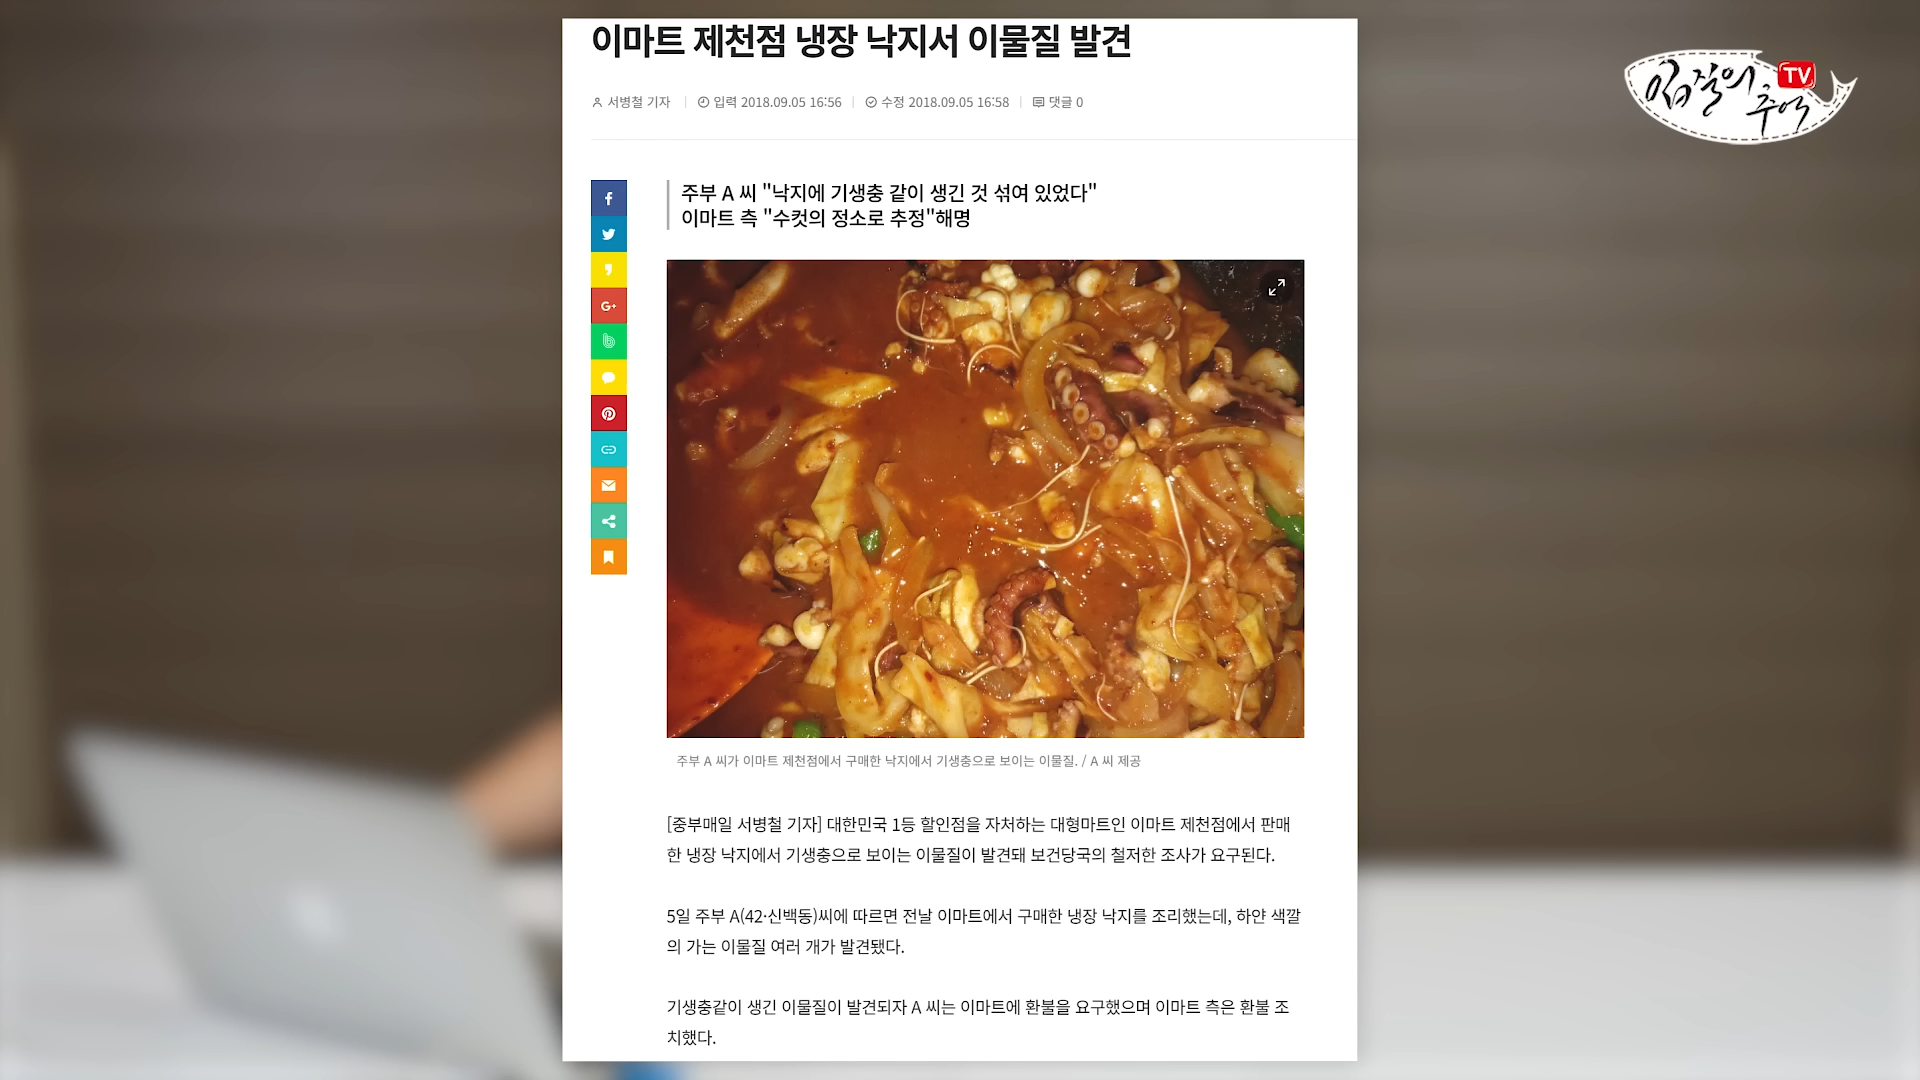 이마트 제천점 냉장 낙지서 이물질 발견
입질의 추억 TV
서병철 기자 입력 2018.09.05 16:56 수정 2018.09.05 16:58 댓글 0
주부 A 씨 "낙지에 기생충 같이 생긴 것 섞여 있었다"
이마트 측 "수컷의 정소로 추정"해명
주부 A 씨가 이마트 제천점에서 구매한 낙지에서 기생충으로 보이는 이물질. / A 씨 제공
[중부매일 서병철 기자] 대한민국 1등 할인점을 자처하는 대형마트인 이마트 제천점에서 판매
한 냉장 낙지에서 기생충으로 보이는 이물질이 발견돼 보건당국의 철저한 조사가 요구된다.
5일 주부 A(42·신백동)씨에 따르면 전날 이마트에서 구매한 냉장 낙지를 조리했는데, 하얀 색깔
의 가는 이물질 여러 개가 발견됐다.
기생충같이 생긴 이물질이 발견되자 A 씨는 이마트에 환불을 요구했으며 이마트 측은 환불 조
치했다.